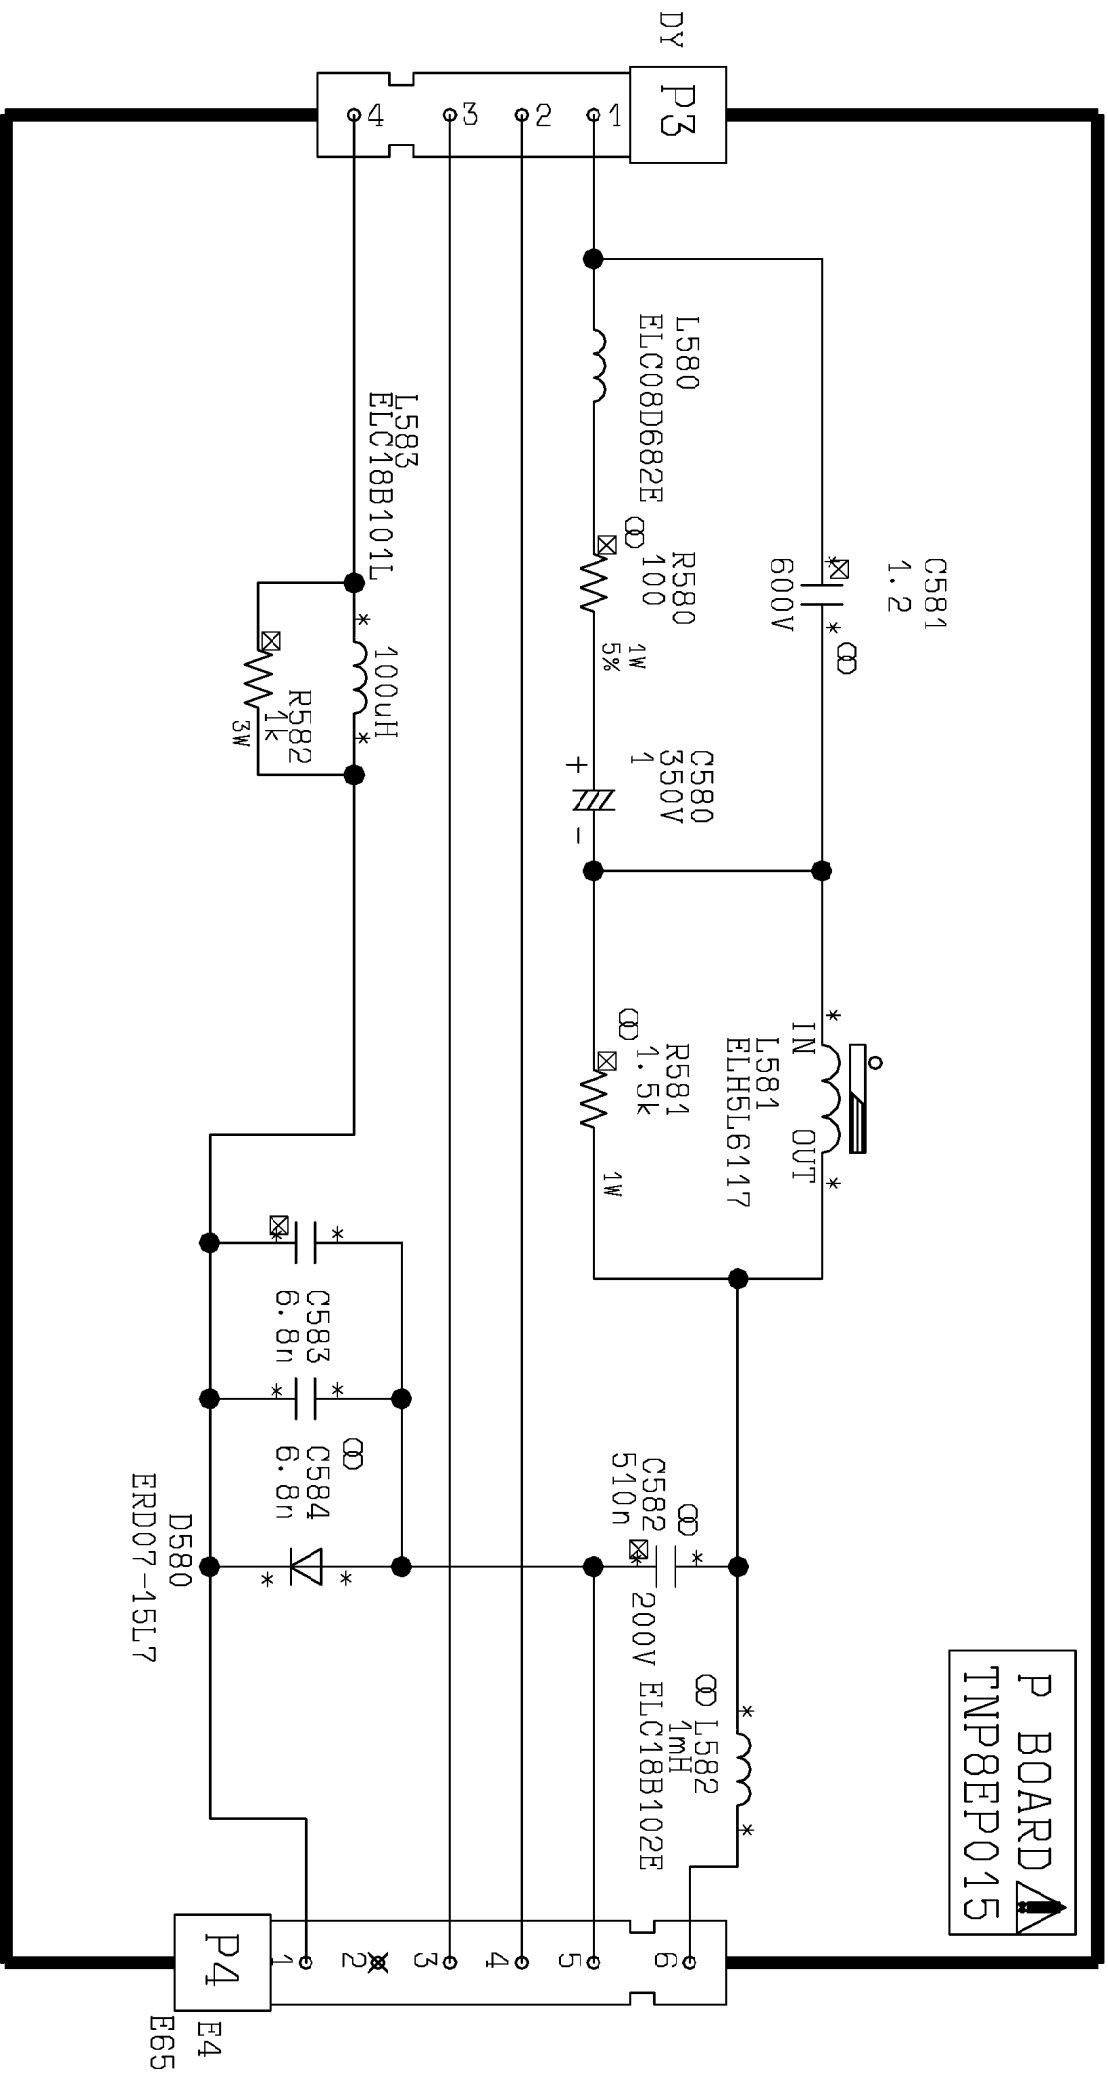 P BOARD
TNP8EP015
DY
P3
1
2
3
4
C581
1.2
600V
L580
ELC08D682E
R580
100
1W
5%
C580
350V
1
+
-
IN
OUT
L581
ELH5L6117
R581
1.5k
1W
C582
510n
200V
L582
1mH
ELC18B102E
L583
ELC18B101L
100uH
R582
1k
3W
C583
6.8n
C584
6.8n
D580
ERD07-15L7
6
5
4
3
2
1
P4
E4
E65